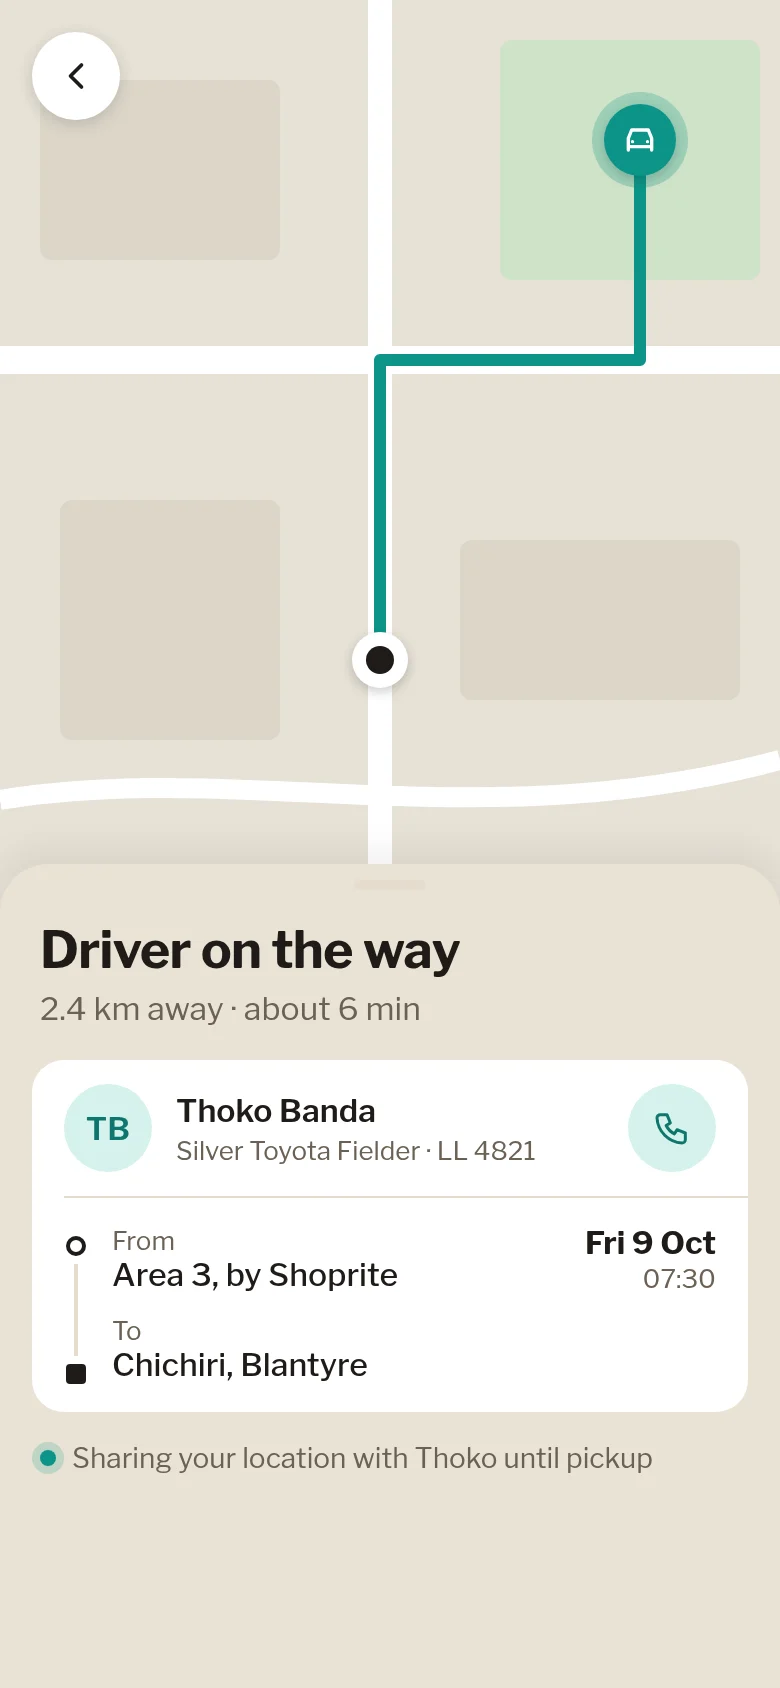 Driver on the way
2.4 km away · about 6 min
TB
Thoko Banda
Silver Toyota Fielder · LL 4821
From
Area 3, by Shoprite
Fri 9 Oct
07:30
To
Chichiri, Blantyre
Sharing your location with Thoko until pickup